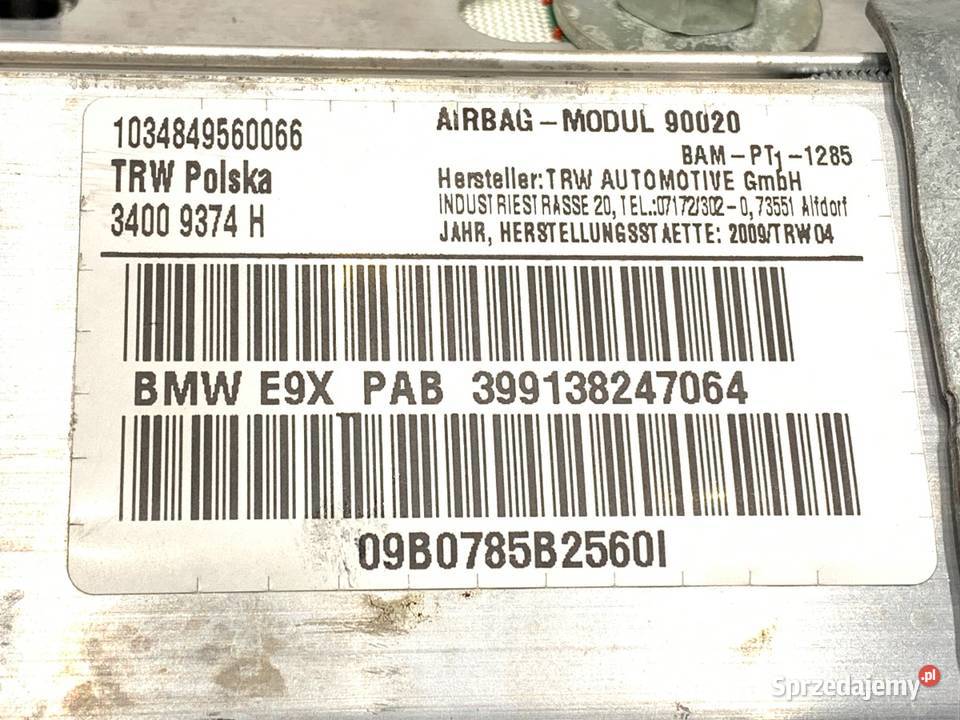 1034849560066
TRW Polska
3400 9374 H
AIRBAG-MODUL 90020
BAM-PT1-1285
Hersteller: TRW AUTOMOTIVE GmbH
INDUSTRIESTRASSE 20, TEL.:07172/302-0, 73551 Alfdorf
JAHR, HERSTELLUNGSSTAETTE: 2009/TRW04
BMW E9X PAB 399138247064
09B0785B2560I
Sprzedajemy.pl